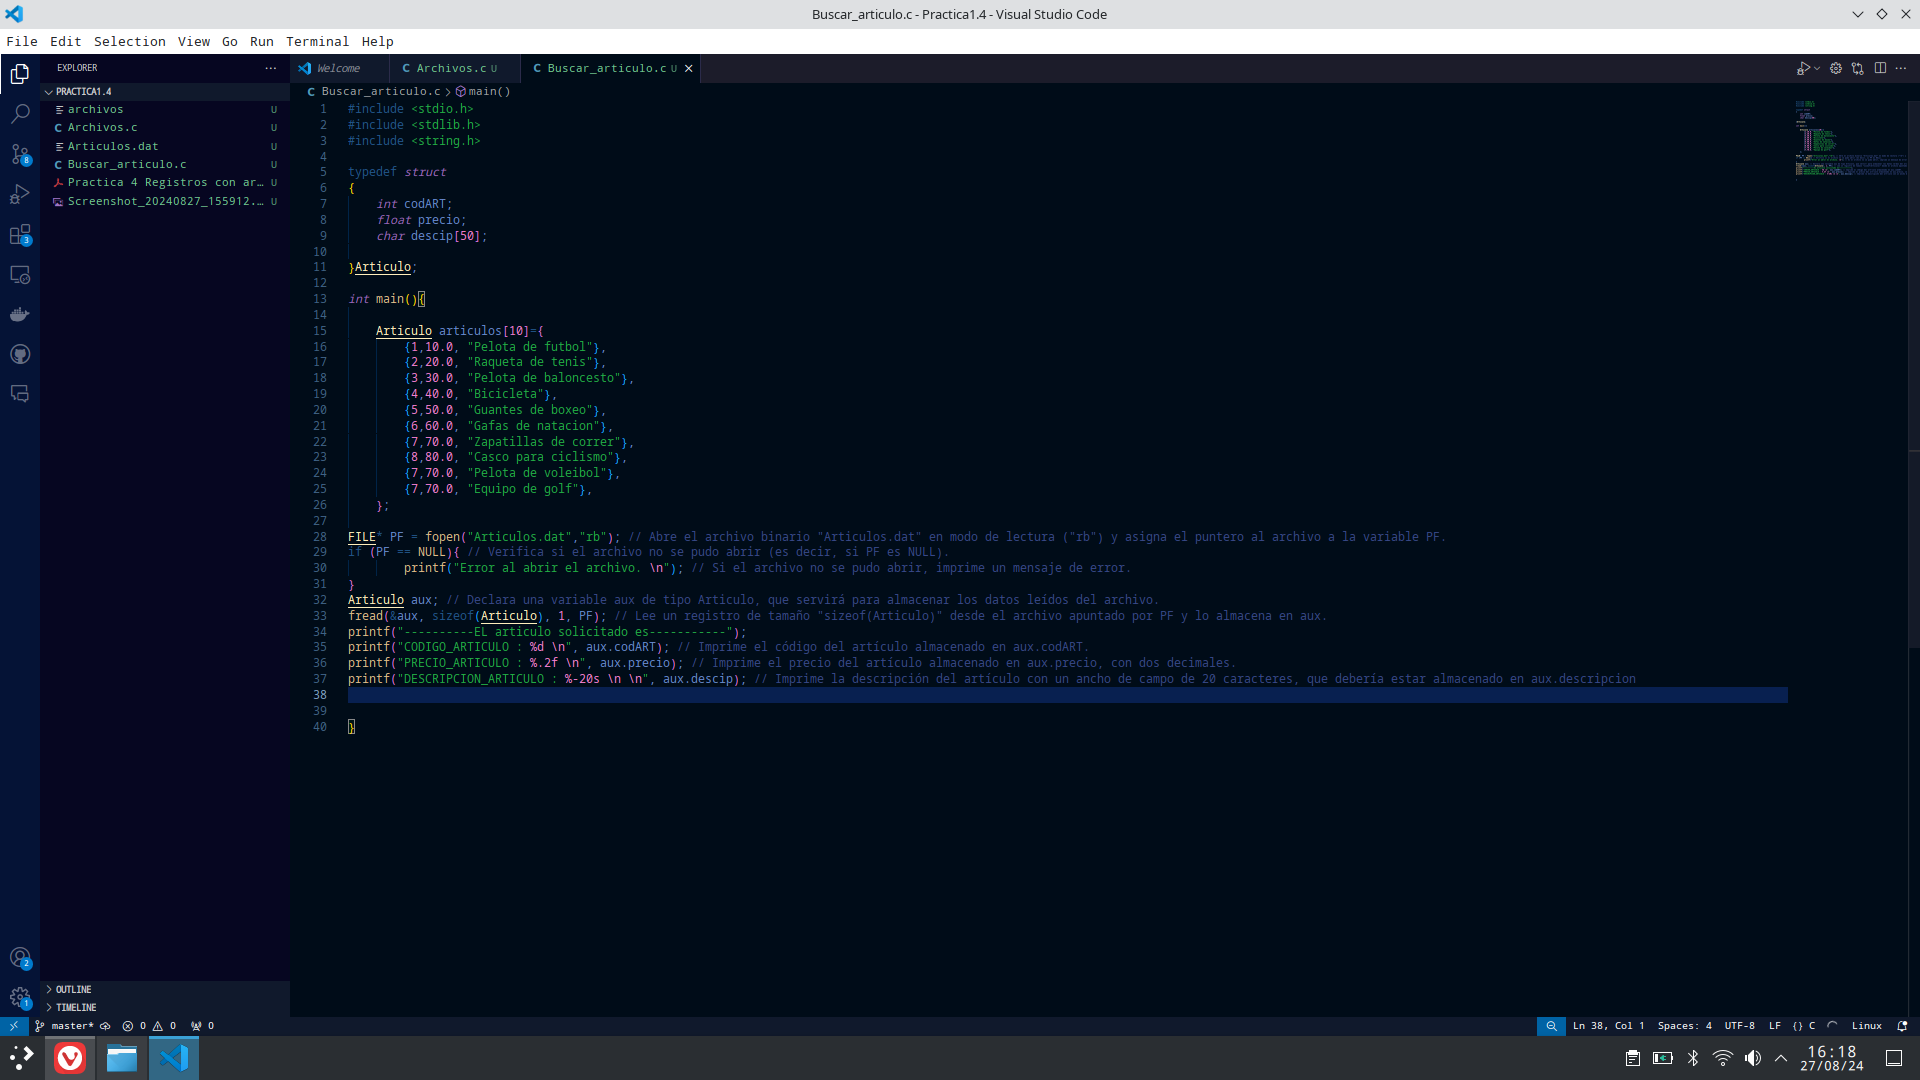 Buscar_articulo.c - Practica1.4 - Visual Studio Code
File Edit Selection View Go Run Terminal Help
EXPLORER
PRACTICA1.4
archivos U
Archivos.c U
Articulos.dat U
Buscar_articulo.c U
Practica 4 Registros con ar... U
Screenshot_20240827_155912.... U
OUTLINE
TIMELINE
Welcome
Archivos.c U
Buscar_articulo.c U
Buscar_articulo.c > main()
1 #include <stdio.h>
2 #include <stdlib.h>
3 #include <string.h>
4
5 typedef struct
6 {
7 int codART;
8 float precio;
9 char descip[50];
10
11 }Articulo;
12
13 int main(){
14
15 Articulo articulos[10]={
16 {1,10.0, "Pelota de futbol"},
17 {2,20.0, "Raqueta de tenis"},
18 {3,30.0, "Pelota de baloncesto"},
19 {4,40.0, "Bicicleta"},
20 {5,50.0, "Guantes de boxeo"},
21 {6,60.0, "Gafas de natacion"},
22 {7,70.0, "Zapatillas de correr"},
23 {8,80.0, "Casco para ciclismo"},
24 {7,70.0, "Pelota de voleibol"},
25 {7,70.0, "Equipo de golf"},
26 };
27
28 FILE* PF = fopen("Articulos.dat","rb"); // Abre el archivo binario "Articulos.dat" en modo de lectura ("rb") y asigna el puntero al archivo a la variable PF.
29 if (PF == NULL){ // Verifica si el archivo no se pudo abrir (es decir, si PF es NULL).
30 printf("Error al abrir el archivo. \n"); // Si el archivo no se pudo abrir, imprime un mensaje de error.
31 }
32 Articulo aux; // Declara una variable aux de tipo Articulo, que servirá para almacenar los datos leídos del archivo.
33 fread(&aux, sizeof(Articulo), 1, PF); // Lee un registro de tamaño "sizeof(Articulo)" desde el archivo apuntado por PF y lo almacena en aux.
34 printf("----------EL articulo solicitado es-----------");
35 printf("CODIGO_ARTICULO : %d \n", aux.codART); // Imprime el código del artículo almacenado en aux.codART.
36 printf("PRECIO_ARTICULO : %.2f \n", aux.precio); // Imprime el precio del artículo almacenado en aux.precio, con dos decimales.
37 printf("DESCRIPCION_ARTICULO : %-20s \n \n", aux.descip); // Imprime la descripción del artículo con un ancho de campo de 20 caracteres, que debería estar almacenado en aux.descripcion
38
39
40 }
8
3
2
1
master* 0 0 0
Ln 38, Col 1 Spaces: 4 UTF-8 LF {} C Linux
16:18
27/08/24